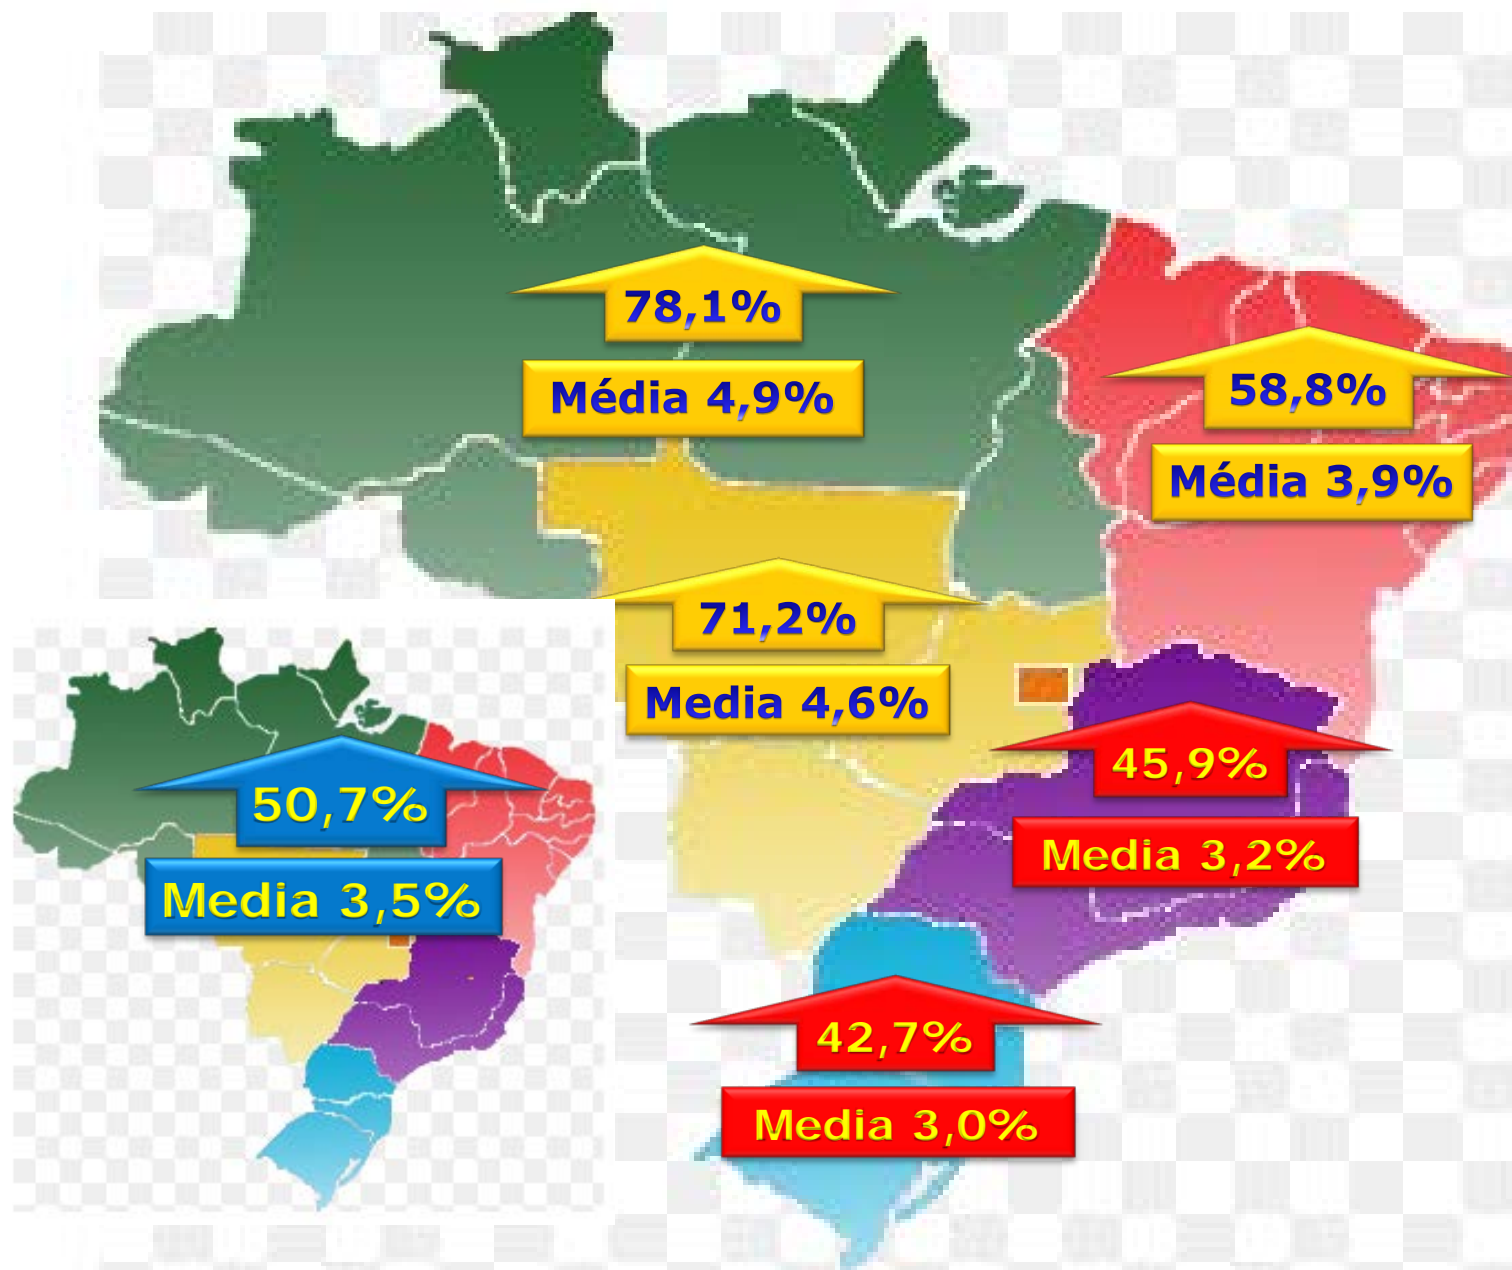 78,1%
Média 4,9%
58,8%
Média 3,9%
71,2%
Media 4,6%
45,9%
Media 3,2%
50,7%
Media 3,5%
42,7%
Media 3,0%